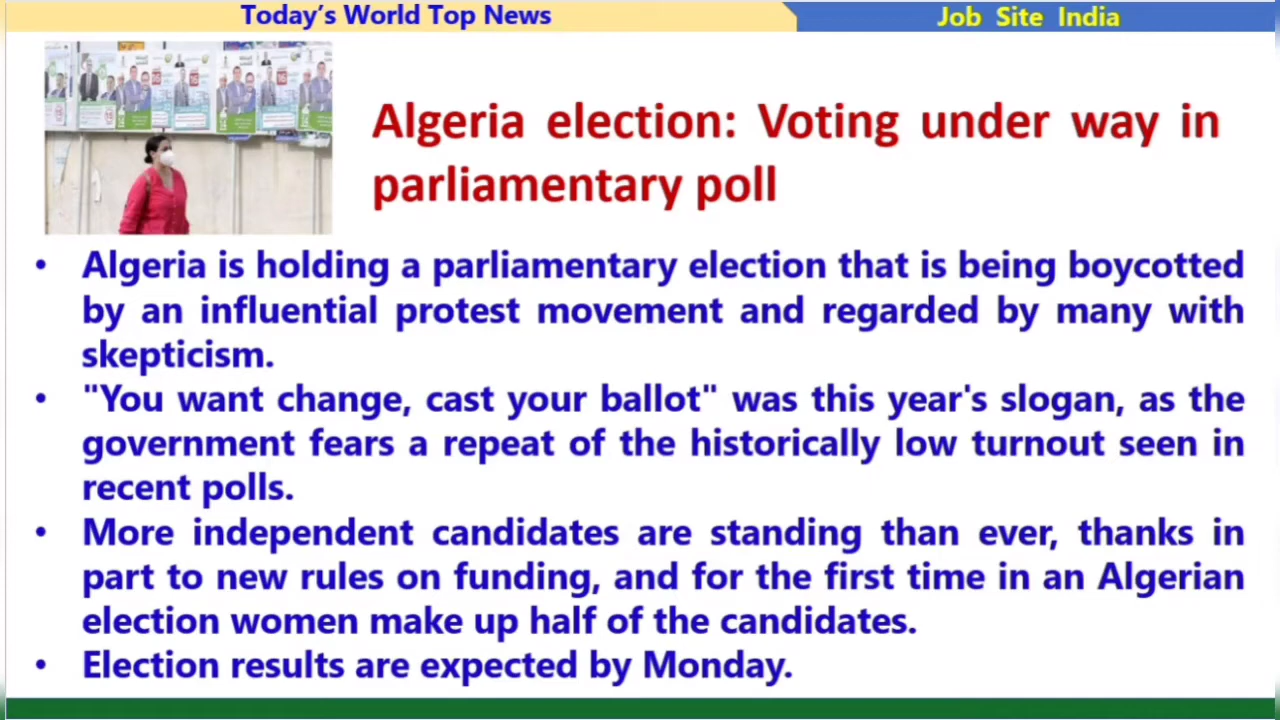 Today's World Top News
Job Site India
Algeria election: Voting under way in
parliamentary poll
• Algeria is holding a parliamentary election that is being boycotted
by an influential protest movement and regarded by many with
skepticism.
• "You want change, cast your ballot" was this year's slogan, as the
government fears a repeat of the historically low turnout seen in
recent polls.
• More independent candidates are standing than ever, thanks in
part to new rules on funding, and for the first time in an Algerian
election women make up half of the candidates.
• Election results are expected by Monday.